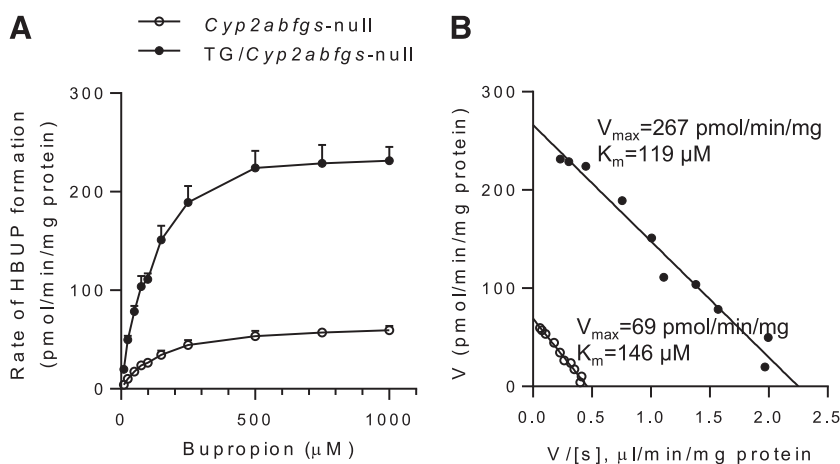 A
Cyp2abfgs-null
TG/Cyp2abfgs-null
Rate of HBUP formation
(pmol/min/mg protein)
300
200
100
0
0
500
1000
Bupropion (μM)
B
V (pmol/min/mg protein)
300
200
100
0
Vmax=267 pmol/min/mg
Km=119 μM
Vmax=69 pmol/min/mg
Km=146 μM
0.0
0.5
1.0
1.5
2.0
2.5
V/[s], μl/min/mg protein